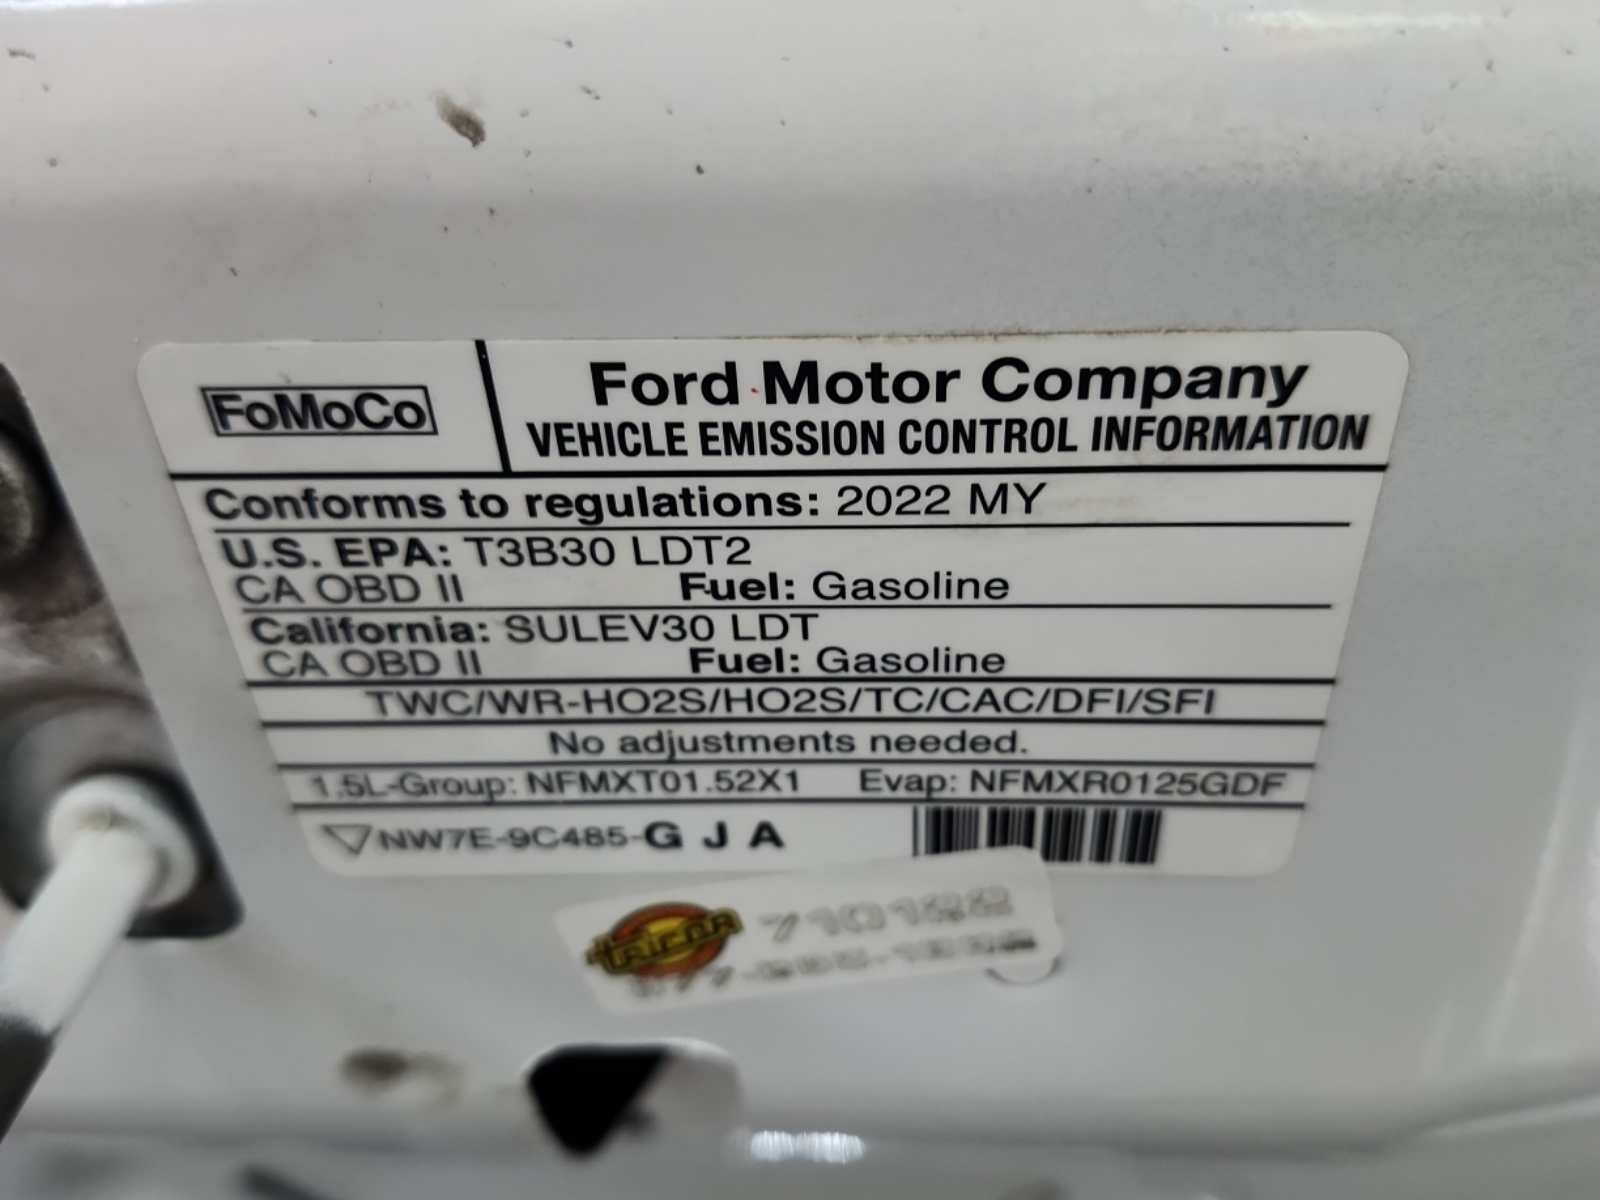 FoMoCo
Ford Motor Company
VEHICLE EMISSION CONTROL INFORMATION
Conforms to regulations: 2022 MY
U.S. EPA: T3B30 LDT2
CA OBD II Fuel: Gasoline
California: SULEV30 LDT
CA OBD II Fuel: Gasoline
TWC/WR-HO2S/HO2S/TC/CAC/DFI/SFI
No adjustments needed.
1.5L-Group: NFMXT01.52X1 Evap: NFMXR0125GDF
NW7E-9C485-G J A
tricor 710122